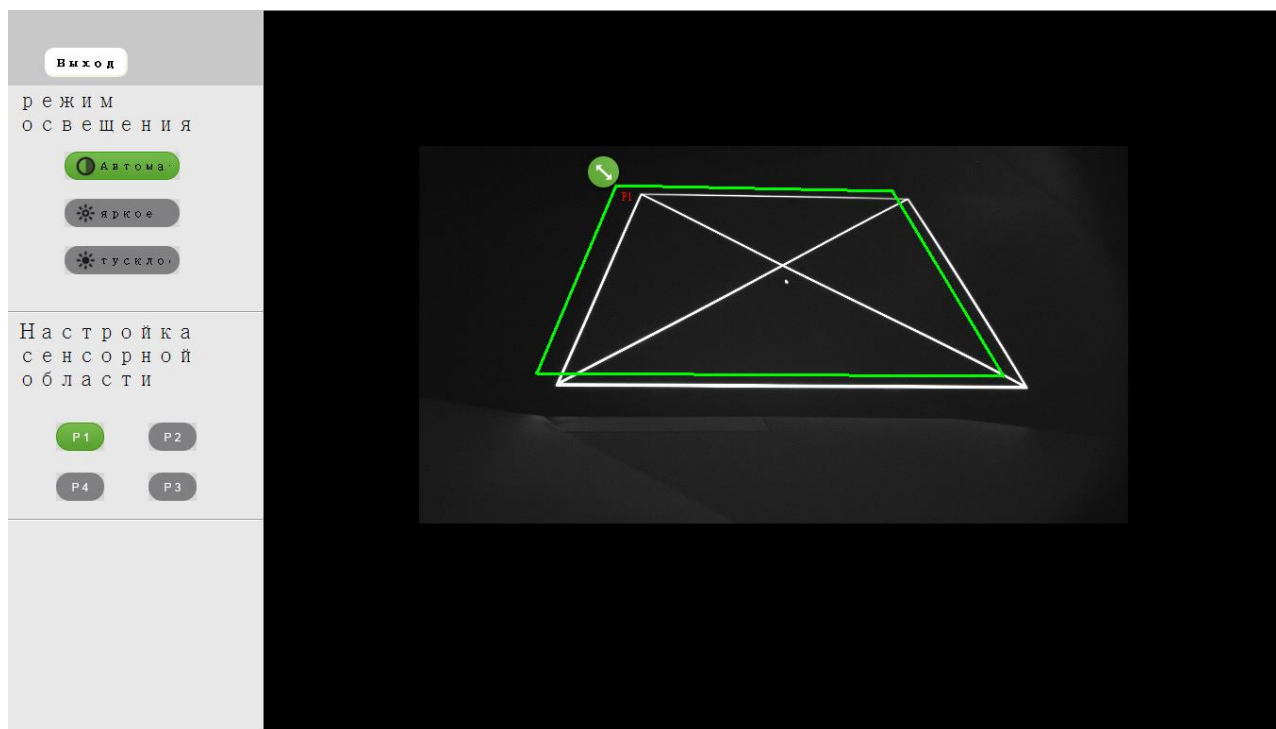 Выход
режим
освещения
Автома
яркое
тускло
Настройка
сенсорной
области
P1 P2
P4 P3
P1